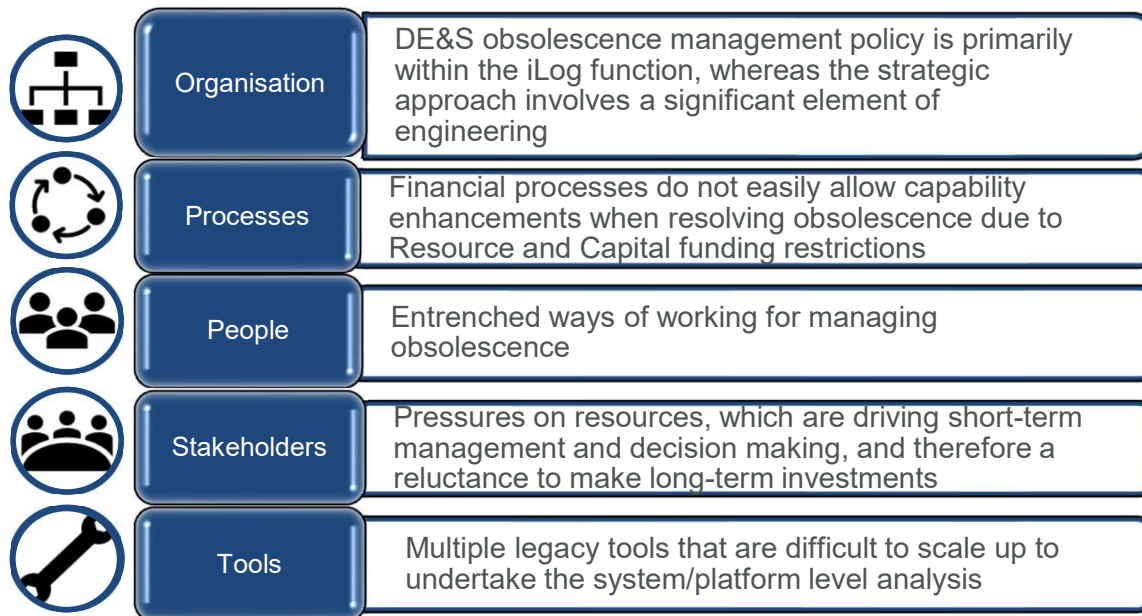 Organisation
DE&S obsolescence management policy is primarily
within the iLog function, whereas the strategic
approach involves a significant element of
engineering
Processes
Financial processes do not easily allow capability
enhancements when resolving obsolescence due to
Resource and Capital funding restrictions
People
Entrenched ways of working for managing
obsolescence
Stakeholders
Pressures on resources, which are driving short-term
management and decision making, and therefore a
reluctance to make long-term investments
Tools
Multiple legacy tools that are difficult to scale up to
undertake the system/platform level analysis